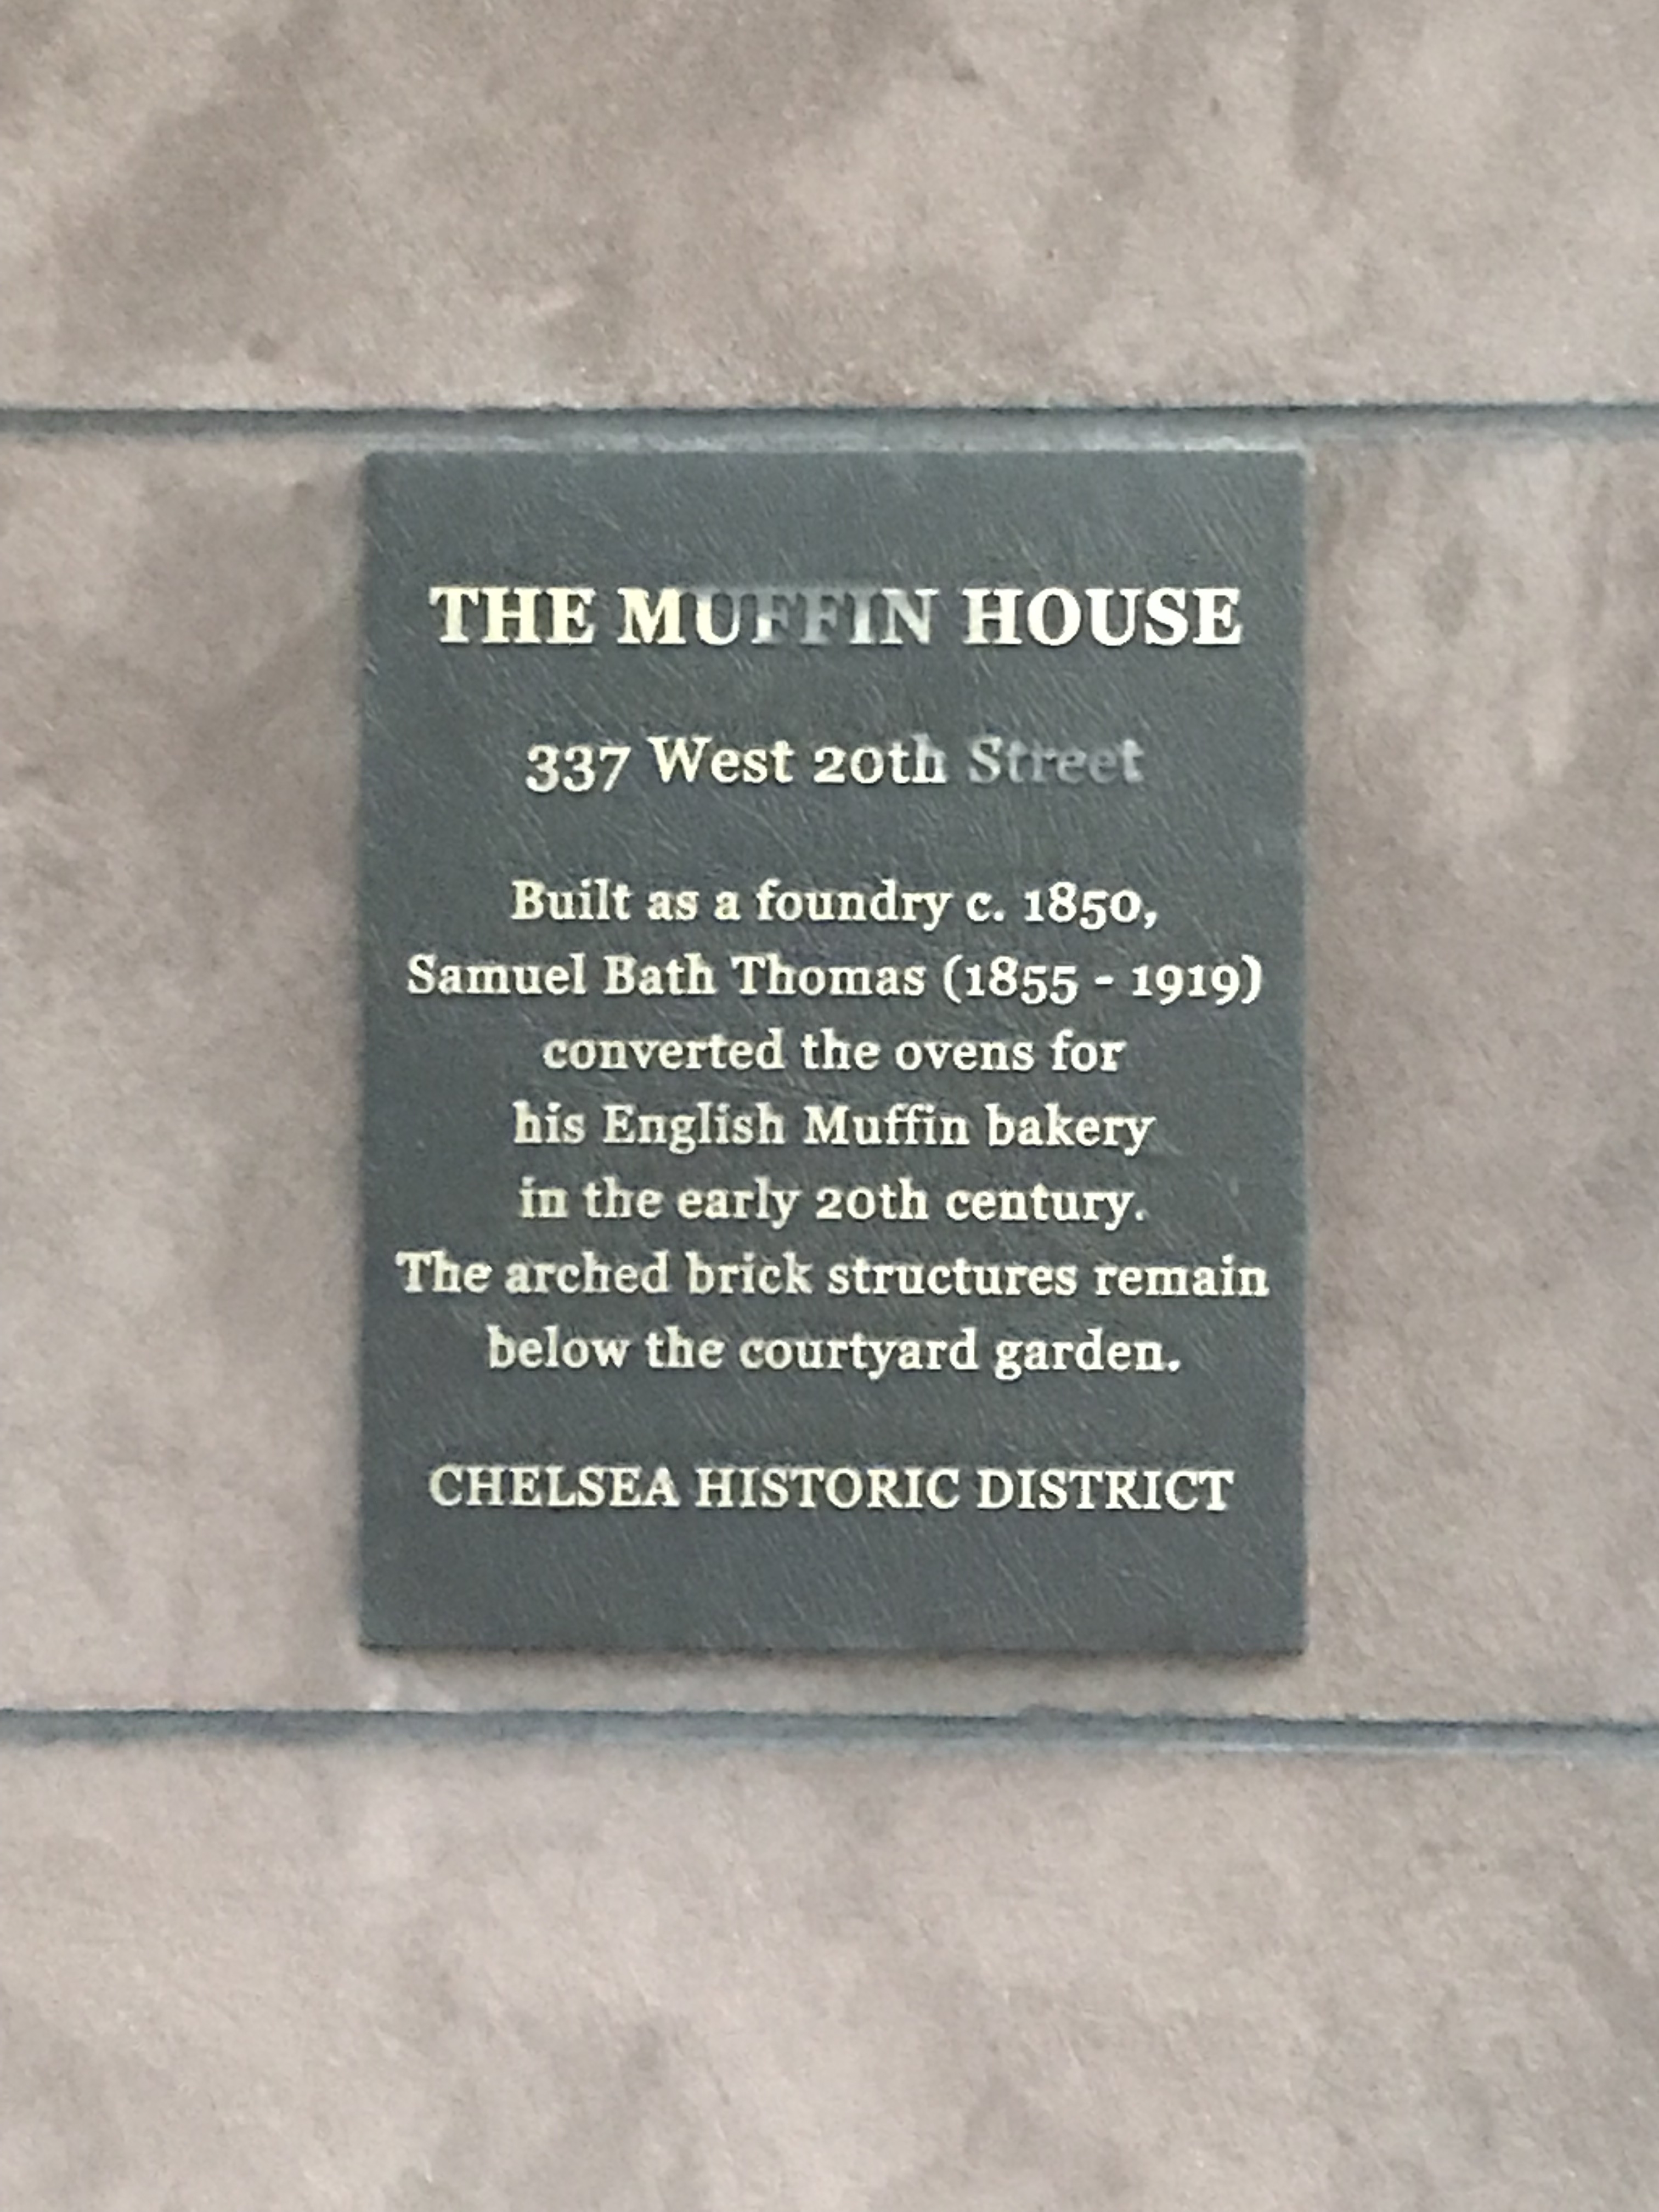 THE MUFFIN HOUSE
337 West 20th Street
Built as a foundry c. 1850,
Samuel Bath Thomas (1855 - 1919)
converted the ovens for
his English Muffin bakery
in the early 20th century.
The arched brick structures remain
below the courtyard garden.
CHELSEA HISTORIC DISTRICT